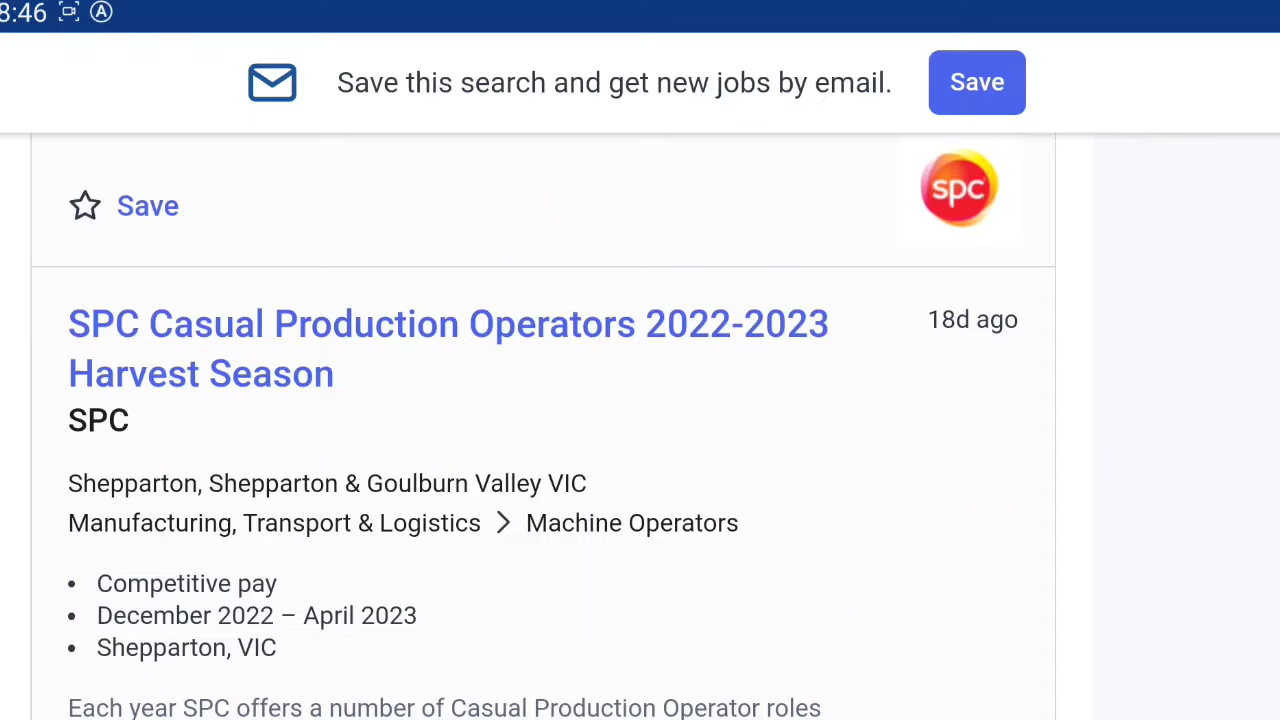 8:46
Save this search and get new jobs by email.
Save
Save
spc
SPC Casual Production Operators 2022-2023
18d ago
Harvest Season
SPC
Shepparton, Shepparton & Goulburn Valley VIC
Manufacturing, Transport & Logistics > Machine Operators
• Competitive pay
• December 2022 – April 2023
• Shepparton, VIC
Each year SPC offers a number of Casual Production Operator roles